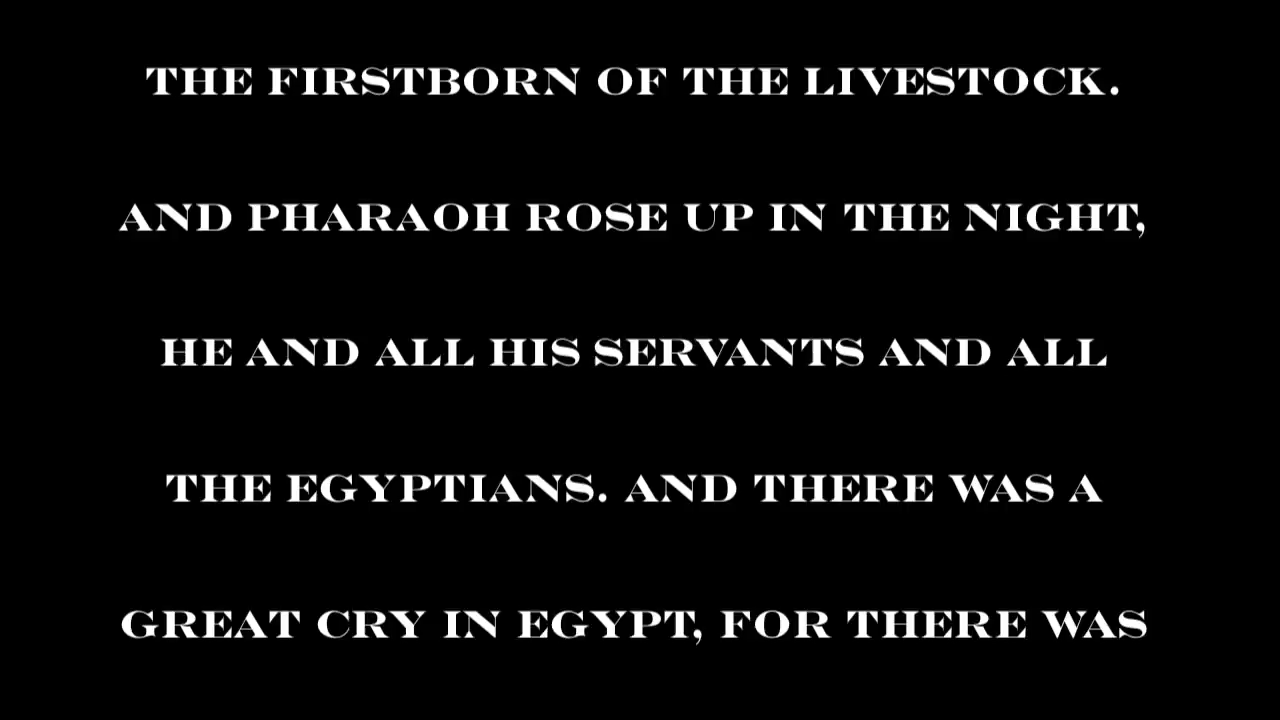 THE FIRSTBORN OF THE LIVESTOCK.
AND PHARAOH ROSE UP IN THE NIGHT,
HE AND ALL HIS SERVANTS AND ALL
THE EGYPTIANS. AND THERE WAS A
GREAT CRY IN EGYPT, FOR THERE WAS